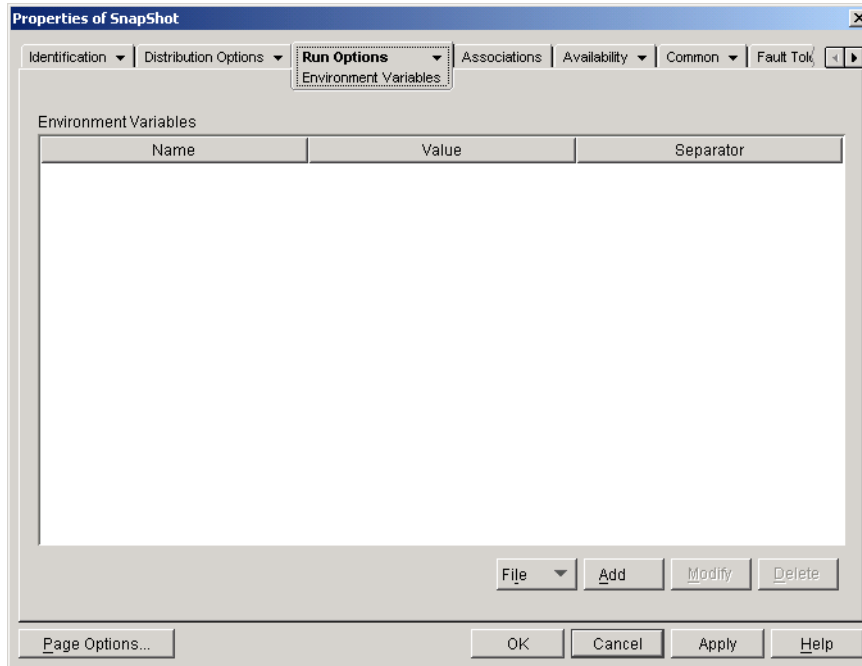 Properties of SnapShot
Identification Distribution Options Run Options Associations Availability Common Fault
Environment Variables
Environment Variables
Name Value Separator
File Add Modify Delete
Page Options... OK Cancel Apply Help